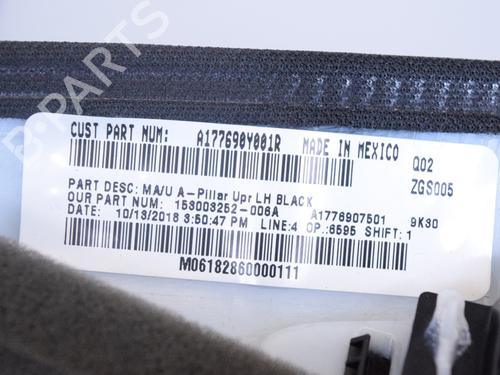 B-PARTS
CUST PART NUM: A177690Y001R MADE IN MEXICO Q02
ZGS005
PART DESC: MA/U A-Pillar Upr LH BLACK
OUR PART NUM: 153003252-006A A1776907501 9K30
DATE: 10/13/2018 3:50:47 PM LINE:4 OP.:6595 SHIFT: 1
M06182860000111